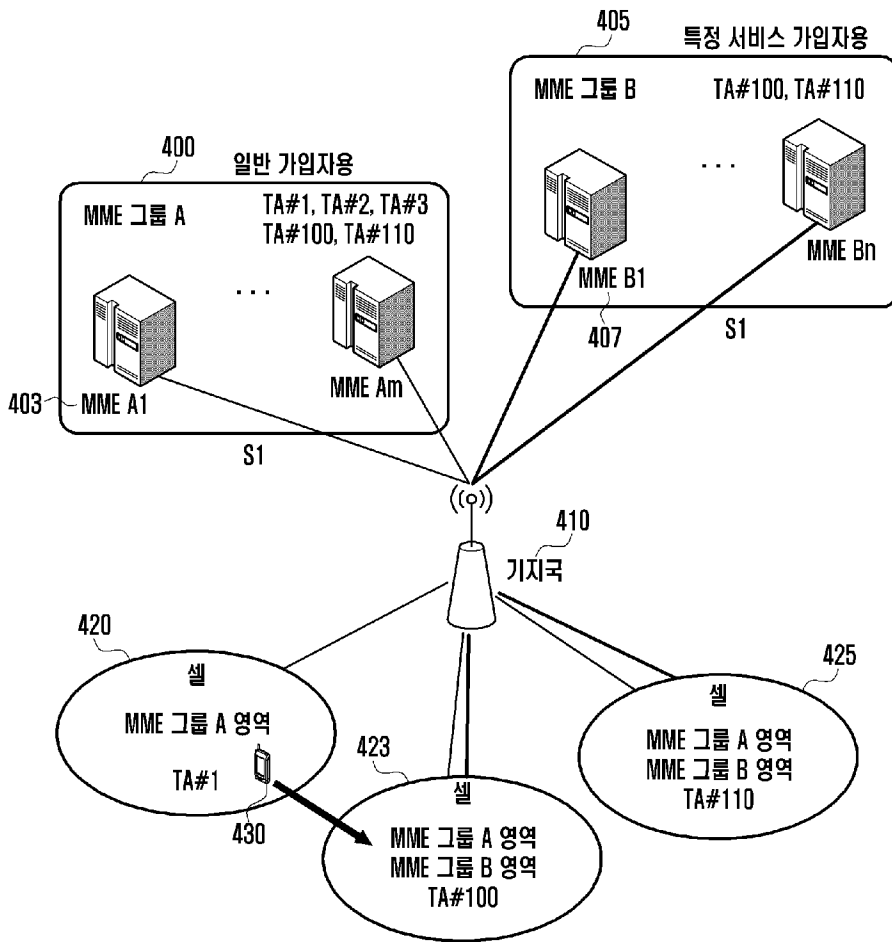 405
특정 서비스 가입자용
MME 그룹 B
TA#100, TA#110
. . .
MME B1
MME Bn
407
S1
400
일반 가입자용
MME 그룹 A
TA#1, TA#2, TA#3
TA#100, TA#110
. . .
403
MME A1
MME Am
S1
410
기지국
420
셀
MME 그룹 A 영역
TA#1
430
423
셀
MME 그룹 A 영역
MME 그룹 B 영역
TA#100
425
셀
MME 그룹 A 영역
MME 그룹 B 영역
TA#110